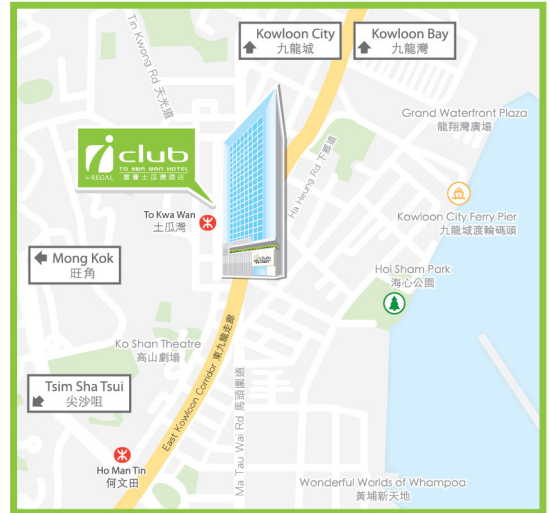 Kowloon City
九龍城
Kowloon Bay
九龍灣
Tin Kwong Rd 天光道
Grand Waterfront Plaza
龍翔灣廣場
iclub
TO KWA WAN HOTEL
by REGAL 富薈土瓜灣酒店
Ha Heung Rd 下鄉道
To Kwa Wan
土瓜灣
Kowloon City Ferry Pier
九龍城渡輪碼頭
iclub
Mong Kok
旺角
Hoi Sham Park
海心公園
Ko Shan Theatre
高山劇場
East Kowloon Corridor 東九龍走廊
Ma Tau Wai Rd 馬頭圍道
Tsim Sha Tsui
尖沙咀
Ho Man Tin
何文田
Wonderful Worlds of Whampoa
黃埔新天地